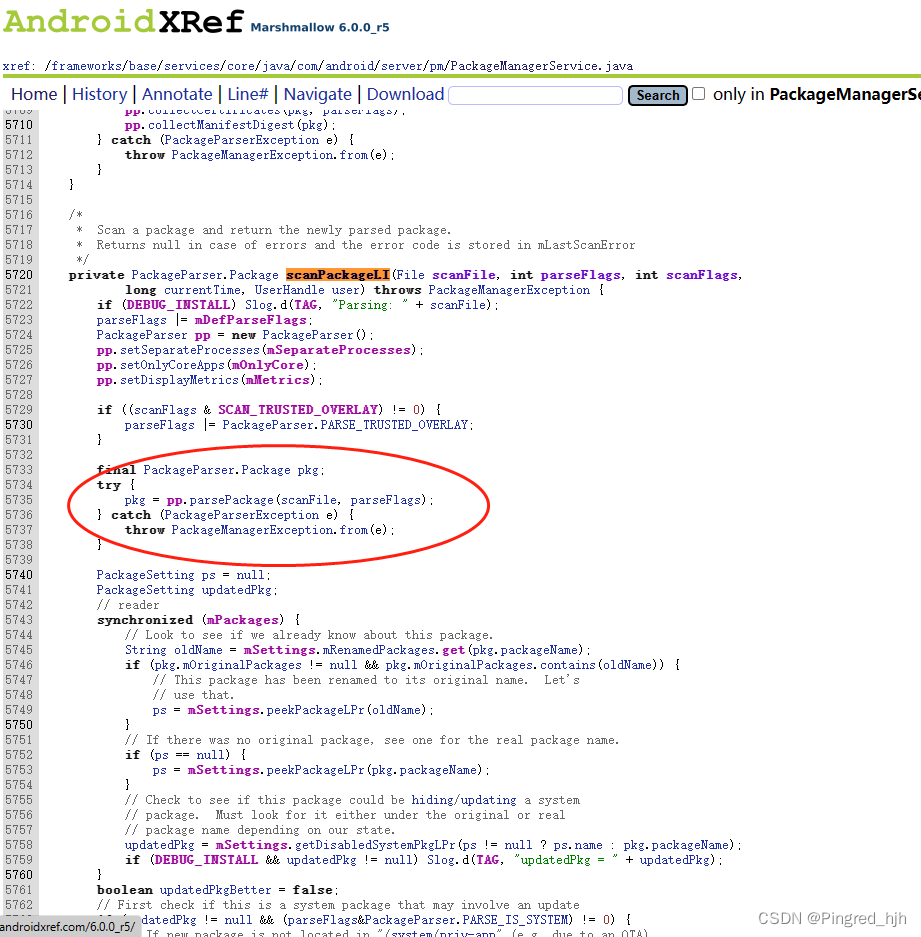 AndroidXRef Marshmallow 6.0.0_r5
xref: /frameworks/base/services/core/java/com/android/server/pm/PackageManagerService.java
Home | History | Annotate | Line# | Navigate | Download Search only in PackageManagerSe
5709 pp.collectCertificates(pkg, parseFlags);
5710 pp.collectManifestDigest(pkg);
5711 } catch (PackageParserException e) {
5712 throw PackageManagerException.from(e);
5713 }
5714 }
5715
5716 /*
5717 * Scan a package and return the newly parsed package.
5718 * Returns null in case of errors and the error code is stored in mLastScanError
5719 */
5720 private PackageParser.Package scanPackageLI(File scanFile, int parseFlags, int scanFlags,
5721 long currentTime, UserHandle user) throws PackageManagerException {
5722 if (DEBUG_INSTALL) Slog.d(TAG, "Parsing: " + scanFile);
5723 parseFlags |= mDefParseFlags;
5724 PackageParser pp = new PackageParser();
5725 pp.setSeparateProcesses(mSeparateProcesses);
5726 pp.setOnlyCoreApps(mOnlyCore);
5727 pp.setDisplayMetrics(mMetrics);
5728
5729 if ((scanFlags & SCAN_TRUSTED_OVERLAY) != 0) {
5730 parseFlags |= PackageParser.PARSE_TRUSTED_OVERLAY;
5731 }
5732
5733 final PackageParser.Package pkg;
5734 try {
5735 pkg = pp.parsePackage(scanFile, parseFlags);
5736 } catch (PackageParserException e) {
5737 throw PackageManagerException.from(e);
5738 }
5739
5740 PackageSetting ps = null;
5741 PackageSetting updatedPkg;
5742 // reader
5743 synchronized (mPackages) {
5744 // Look to see if we already know about this package.
5745 String oldName = mSettings.mRenamedPackages.get(pkg.packageName);
5746 if (pkg.mOriginalPackages != null && pkg.mOriginalPackages.contains(oldName)) {
5747 // This package has been renamed to its original name. Let's
5748 // use that.
5749 ps = mSettings.peekPackageLPr(oldName);
5750 }
5751 // If there was no original package, see one for the real package name.
5752 if (ps == null) {
5753 ps = mSettings.peekPackageLPr(pkg.packageName);
5754 }
5755 // Check to see if this package could be hiding/updating a system
5756 // package. Must look for it either under the original or real
5757 // package name depending on our state.
5758 updatedPkg = mSettings.getDisabledSystemPkgLPr(ps != null ? ps.name : pkg.packageName);
5759 if (DEBUG_INSTALL && updatedPkg != null) Slog.d(TAG, "updatedPkg = " + updatedPkg);
5760 }
5761 boolean updatedPkgBetter = false;
5762 // First check if this is a system package that may involve an update
updatedPkg != null && (parseFlags&PackageParser.PARSE_IS_SYSTEM) != 0) {
androidxref.com/6.0.0_r5/ If new package is not located in "/system/priv-app" (e.g. due to an OTA)
CSDN @Pingred_hjh